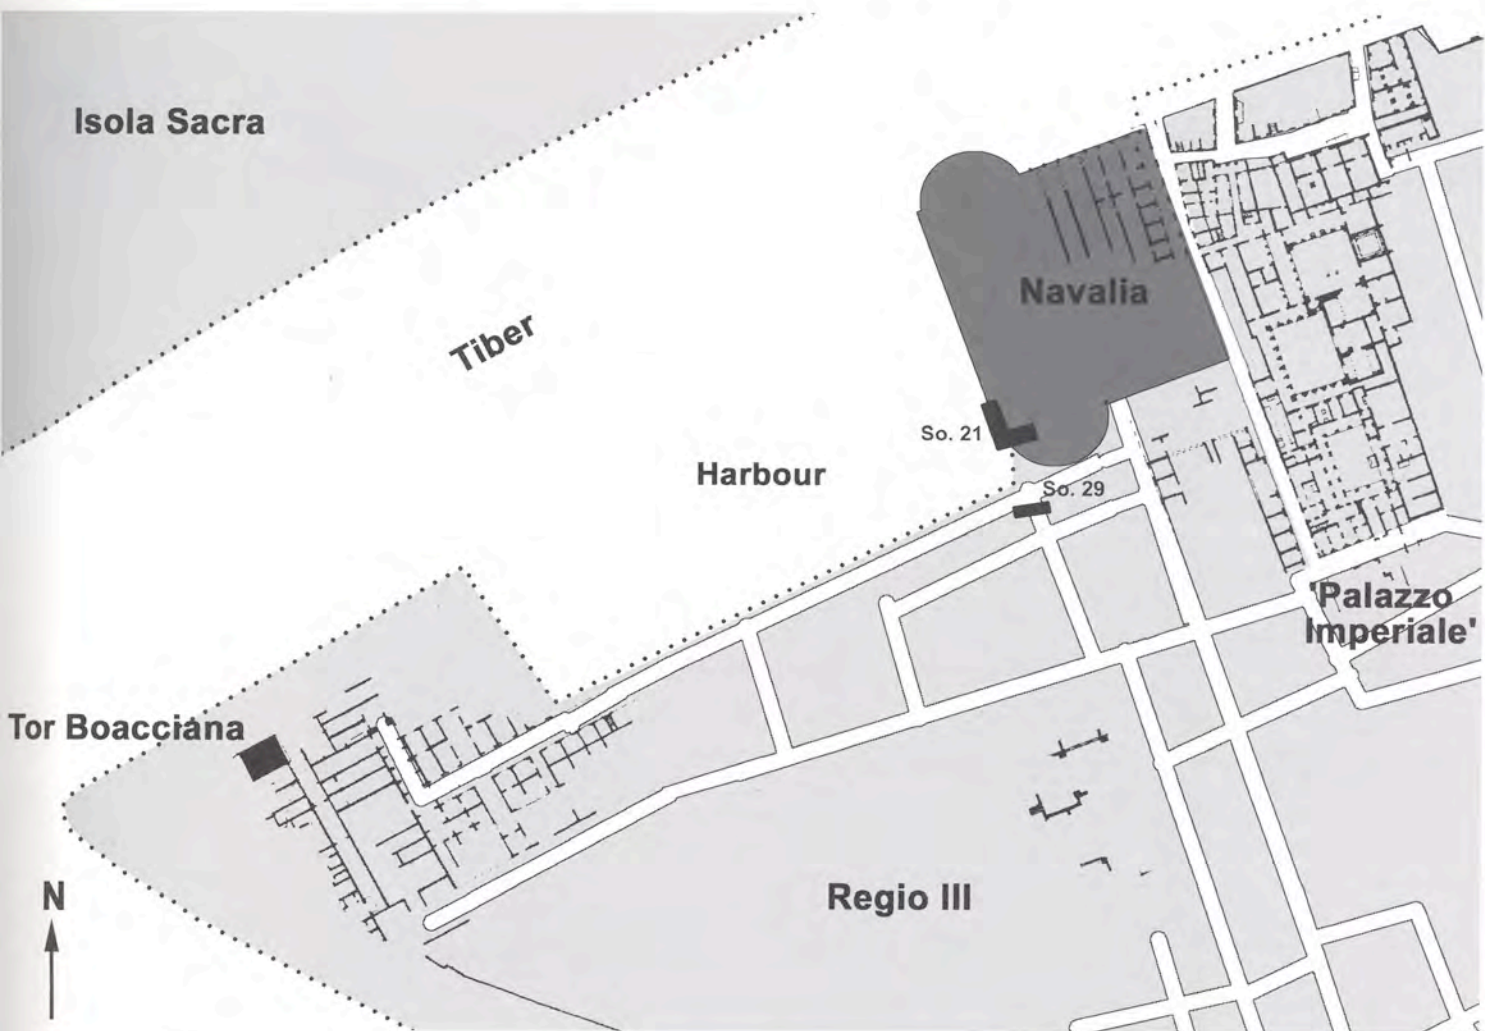 Isola Sacra
Navalia
Tiber
So. 21
Harbour
So. 29
'Palazzo
Imperiale'
Tor Boacciana
N
Regio III